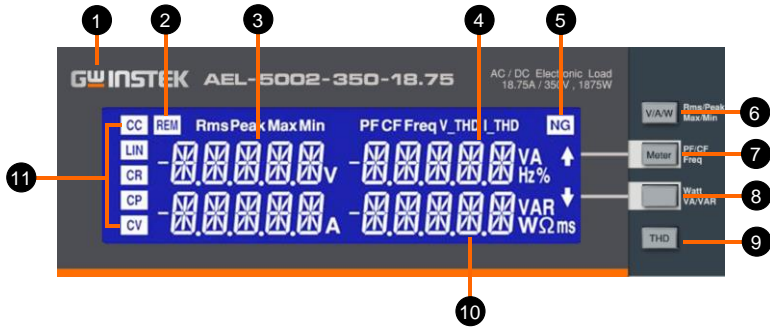 1 2 3 4 5
GWINSTEK AEL-5002-350-18.75 AC / DC Electronic Load
18.75A / 350V , 1875W
CC REM Rms Peak Max Min PF CF Freq V_THD I_THD NG
V/A/W Rms/Peak Max/Min 6
LIN VA
Meter PF/CF Freq 7
CR V Hz%
11
CP VAR
Watt VA/VAR 8
CV A WΩms
THD 9
10